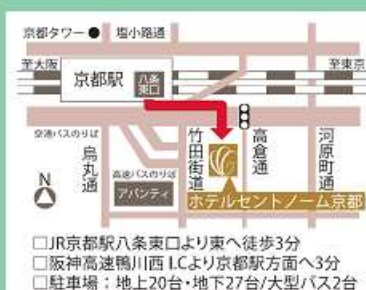 京都タワー●
塩小路通
至大阪
至東京
京都駅
八条東口
空港バスのりば
烏丸通
高速バスのりば
アバンティ
竹田街道
高倉通
河原町通
N
ホテルセントノーム京都
□JR京都駅八条東口より東へ徒歩3分
□阪神高速鴨川西I.Cより京都駅方面へ3分
□駐車場：地上20台・地下27台/大型バス2台